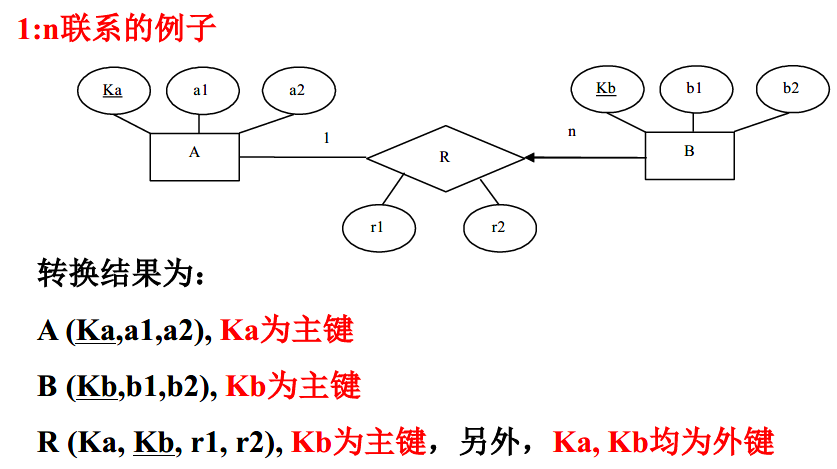 1:n联系的例子
Ka a1 a2 Kb b1 b2
1 n
A R B
r1 r2
转换结果为:
A (Ka,a1,a2), Ka为主键
B (Kb,b1,b2), Kb为主键
R (Ka, Kb, r1, r2), Kb为主键，另外，Ka, Kb均为外键